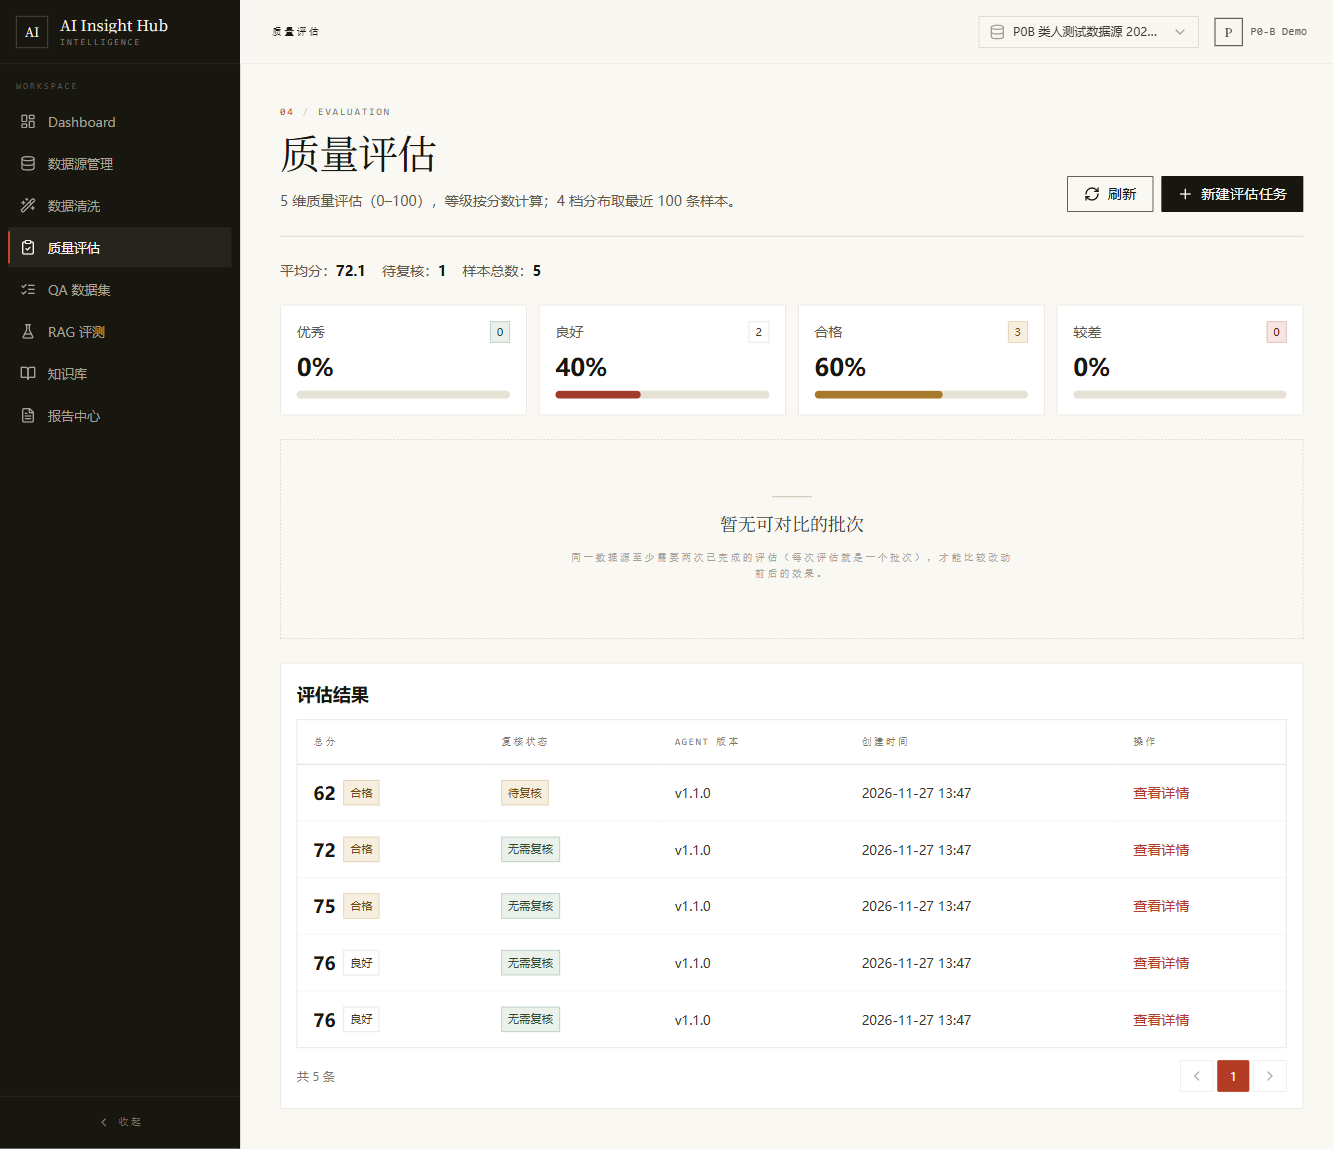 AI
AI Insight Hub
INTELLIGENCE
WORKSPACE
Dashboard
数据源管理
数据清洗
质量评估
QA 数据集
RAG 评测
知识库
报告中心
收起
质量评估
P0B 类人测试数据源 202...
P
P0-B Demo
04 / EVALUATION
质量评估
5 维质量评估（0–100），等级按分数计算；4 档分布取最近 100 条样本。
刷新
新建评估任务
平均分：72.1 待复核：1 样本总数：5
优秀 0
0%
良好 2
40%
合格 3
60%
较差 0
0%
暂无可对比的批次
同一数据源至少需要两次已完成的评估（每次评估就是一个批次），才能比较改动
前后的效果。
评估结果
总分 复核状态 AGENT 版本 创建时间 操作
62 合格 待复核 v1.1.0 2026-11-27 13:47 查看详情
72 合格 无需复核 v1.1.0 2026-11-27 13:47 查看详情
75 合格 无需复核 v1.1.0 2026-11-27 13:47 查看详情
76 良好 无需复核 v1.1.0 2026-11-27 13:47 查看详情
76 良好 无需复核 v1.1.0 2026-11-27 13:47 查看详情
共 5 条
1